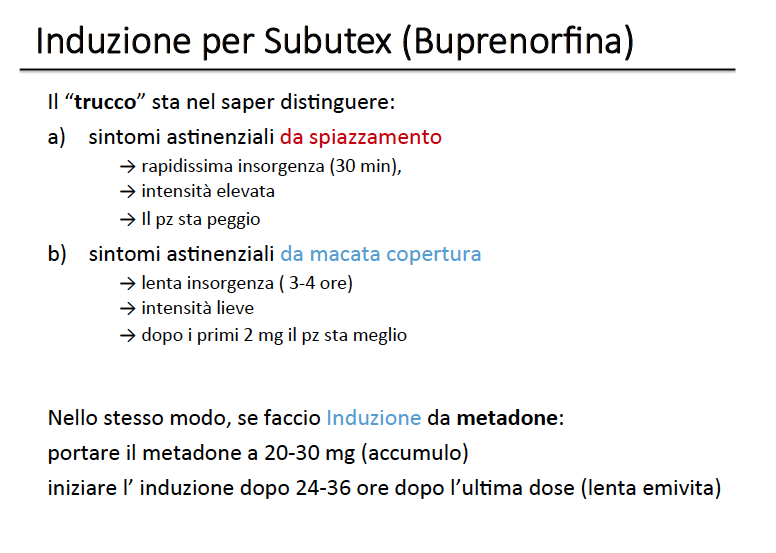 Induzione per Subutex (Buprenorfina)
Il “trucco” sta nel saper distinguere:
a) sintomi astinenziali da spiazzamento
→ rapidissima insorgenza (30 min),
→ intensità elevata
→ Il pz sta peggio
b) sintomi astinenziali da macata copertura
→ lenta insorgenza ( 3-4 ore)
→ intensità lieve
→ dopo i primi 2 mg il pz sta meglio
Nello stesso modo, se faccio Induzione da metadone:
portare il metadone a 20-30 mg (accumulo)
iniziare l’ induzione dopo 24-36 ore dopo l’ultima dose (lenta emivita)